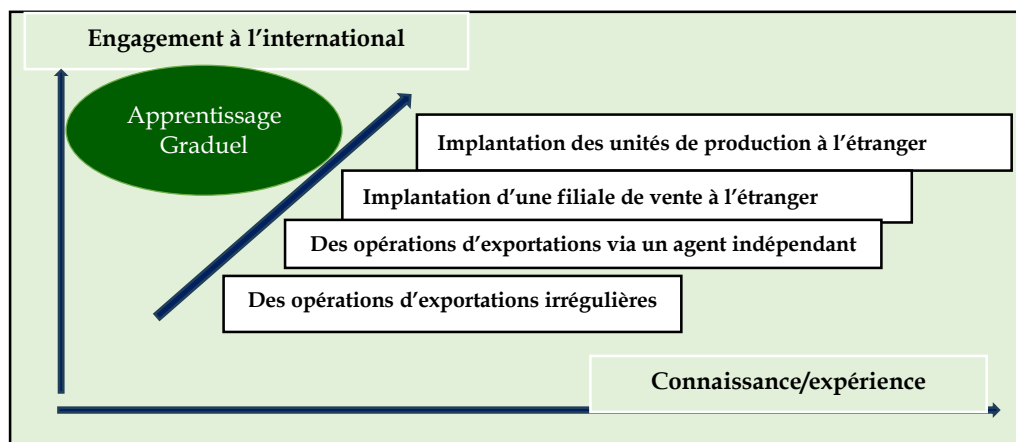 Engagement à l’international
Apprentissage
Graduel
Implantation des unités de production à l’étranger
Implantation d’une filiale de vente à l’étranger
Des opérations d’exportations via un agent indépendant
Des opérations d’exportations irrégulières
Connaissance/expérience